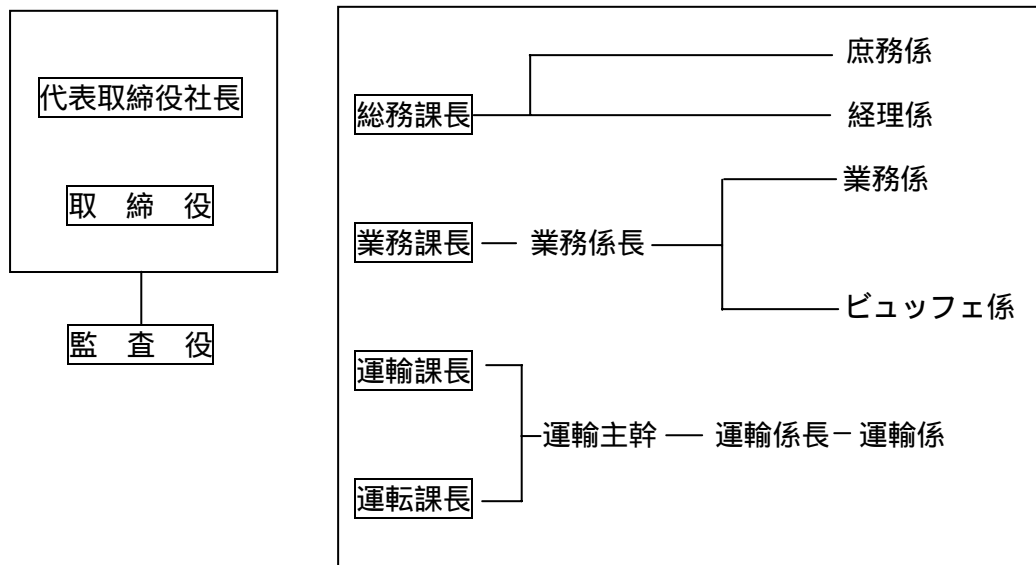 代表取締役社長
取　締　役
監　査　役
庶務係
総務課長
経理係
業務係
業務課長
業務係長
ビュッフェ係
運輸課長
運輸主幹
運輸係長
運輸係
運転課長